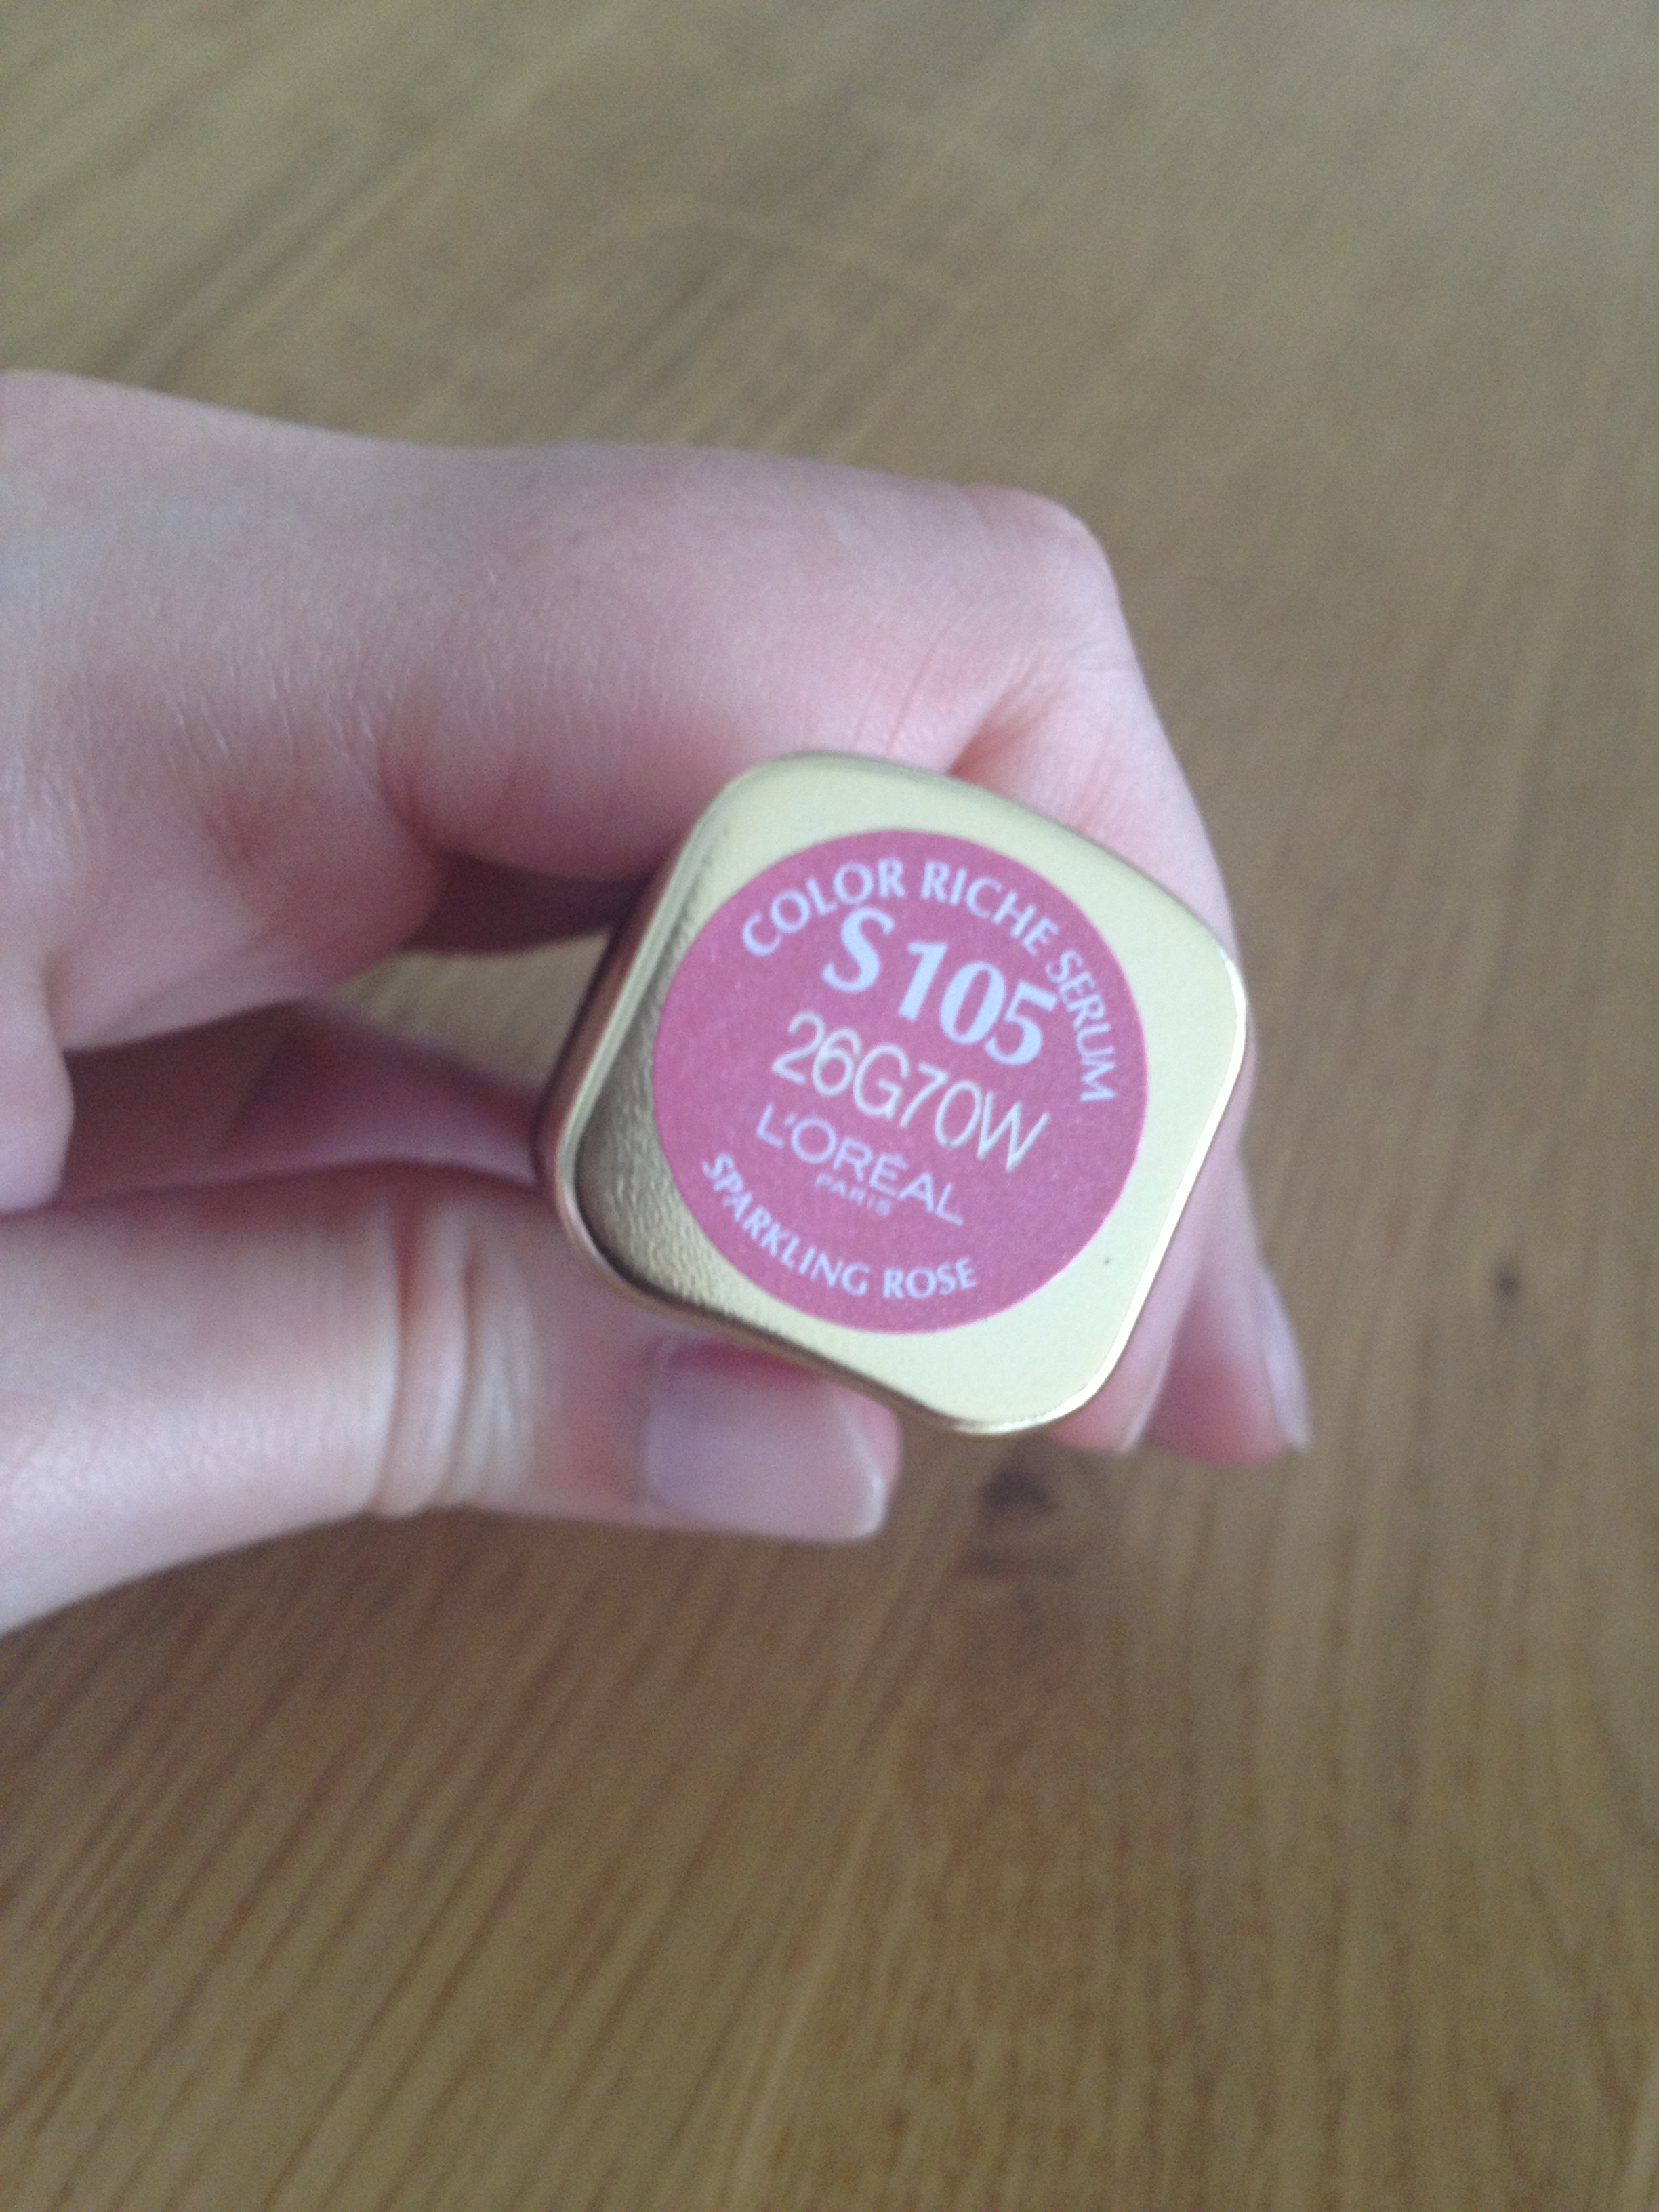 COLOR RICHE SERUM
S 105
26G70W
L'ORÉAL
PARIS
SPARKLING ROSE